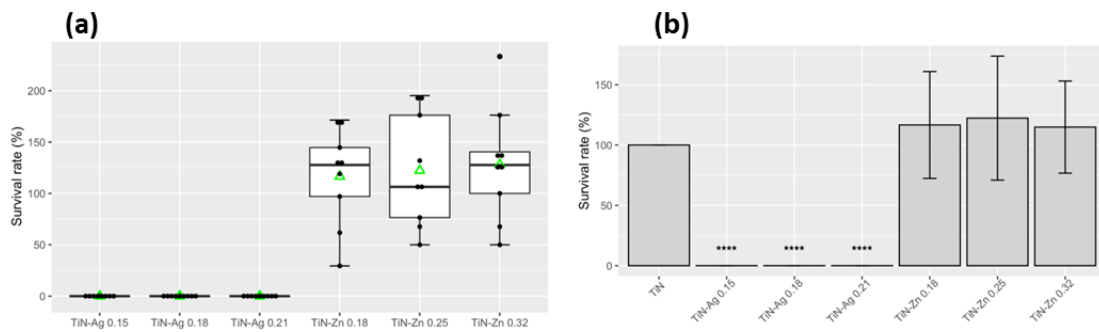 (a)
Survival rate (%)
200
150
100
50
0
TiN-Ag 0.15 TiN-Ag 0.18 TiN-Ag 0.21 TiN-Zn 0.18 TiN-Zn 0.25 TiN-Zn 0.32
(b)
Survival rate (%)
150
100
50
0
**** **** ****
TiN TiN-Ag 0.15 TiN-Ag 0.18 TiN-Ag 0.21 TiN-Zn 0.18 TiN-Zn 0.25 TiN-Zn 0.32